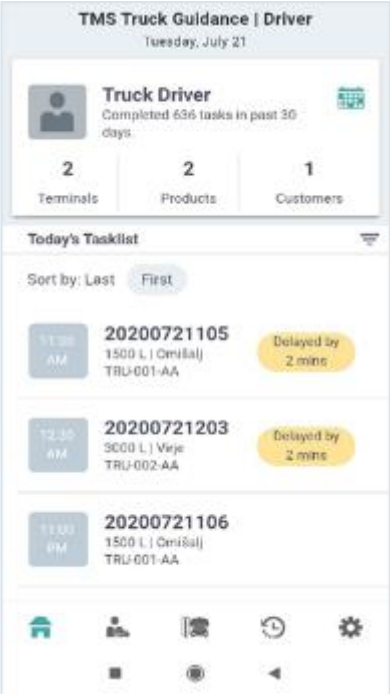 TMS Truck Guidance | Driver
Tuesday, July 21
Truck Driver
Completed 636 tasks in past 30
days
2
2
1
Terminals
Products
Customers
Today's Tasklist
Sort by: Last
First
20200721105
1500 L | Omišalj
TRU-001-AA
Delayed by
2 mins
AM
20200721203
3000 L | Vieje
TRU-002-AA
Delayed by
2 mins
12:30
AM
20200721106
1500 L | Omišalj
TRU-001-AA
11:00
PM